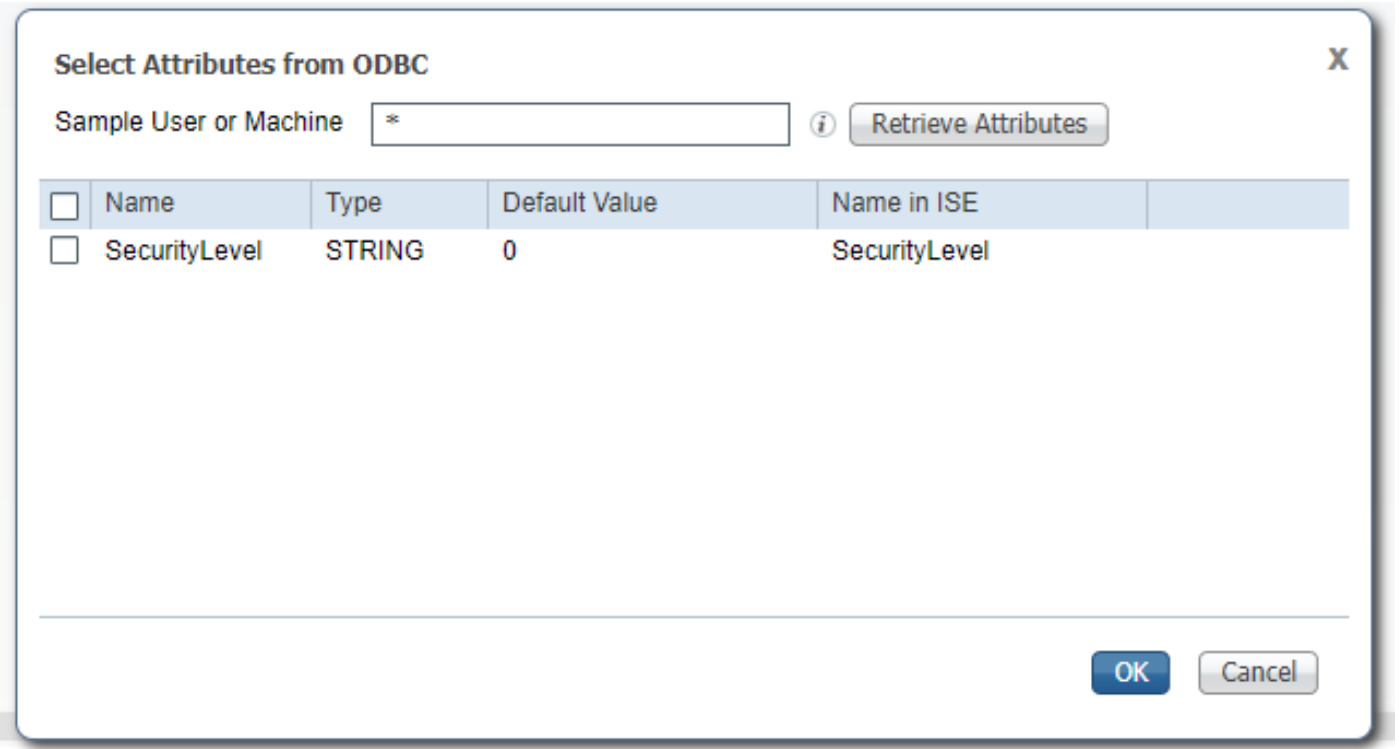 Select Attributes from ODBC X
Sample User or Machine * i Retrieve Attributes
Name Type Default Value Name in ISE
SecurityLevel STRING 0 SecurityLevel
OK Cancel